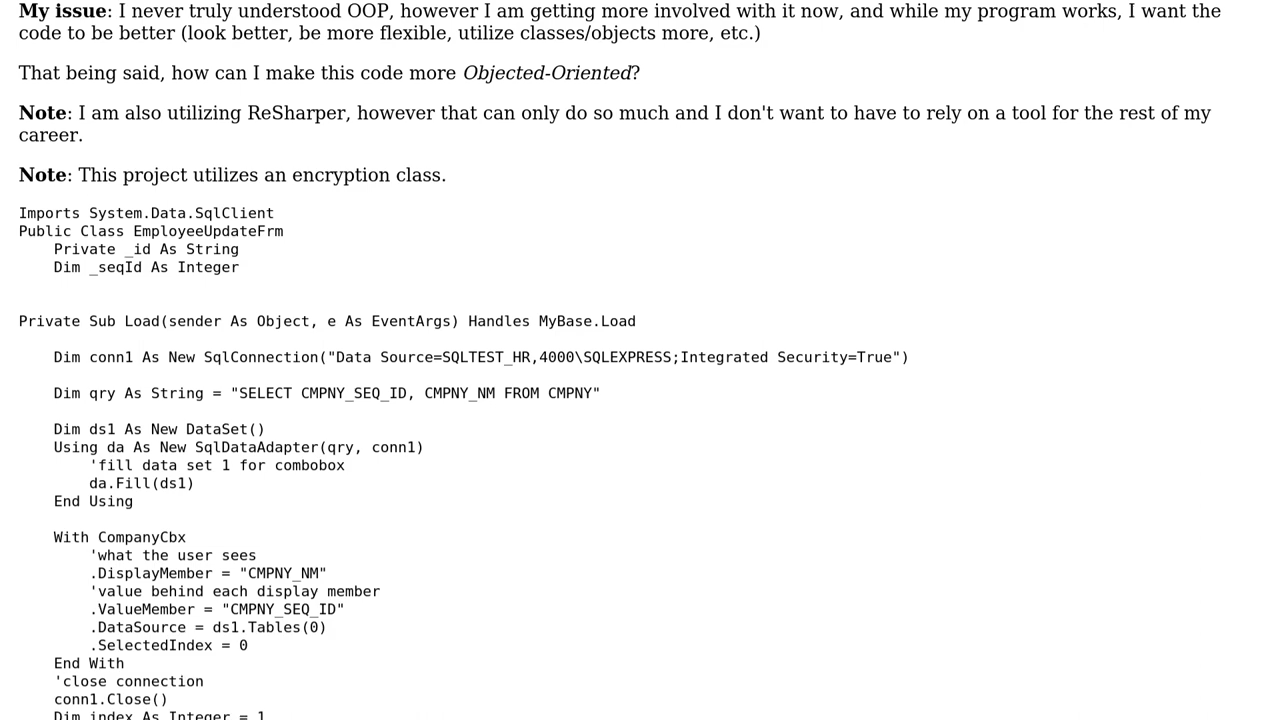 My issue: I never truly understood OOP, however I am getting more involved with it now, and while my program works, I want the
code to be better (look better, be more flexible, utilize classes/objects more, etc.)
That being said, how can I make this code more Objected-Oriented?
Note: I am also utilizing ReSharper, however that can only do so much and I don't want to have to rely on a tool for the rest of my
career.
Note: This project utilizes an encryption class.
Imports System.Data.SqlClient
Public Class EmployeeUpdateFrm
    Private _id As String
    Dim _seqId As Integer
Private Sub Load(sender As Object, e As EventArgs) Handles MyBase.Load
    Dim conn1 As New SqlConnection("Data Source=SQLTEST_HR,4000\SQLEXPRESS;Integrated Security=True")
    Dim qry As String = "SELECT CMPNY_SEQ_ID, CMPNY_NM FROM CMPNY"
    Dim ds1 As New DataSet()
    Using da As New SqlDataAdapter(qry, conn1)
        'fill data set 1 for combobox
        da.Fill(ds1)
    End Using
    With CompanyCbx
        'what the user sees
        .DisplayMember = "CMPNY_NM"
        'value behind each display member
        .ValueMember = "CMPNY_SEQ_ID"
        .DataSource = ds1.Tables(0)
        .SelectedIndex = 0
    End With
    'close connection
    conn1.Close()
    Dim index As Integer = 1